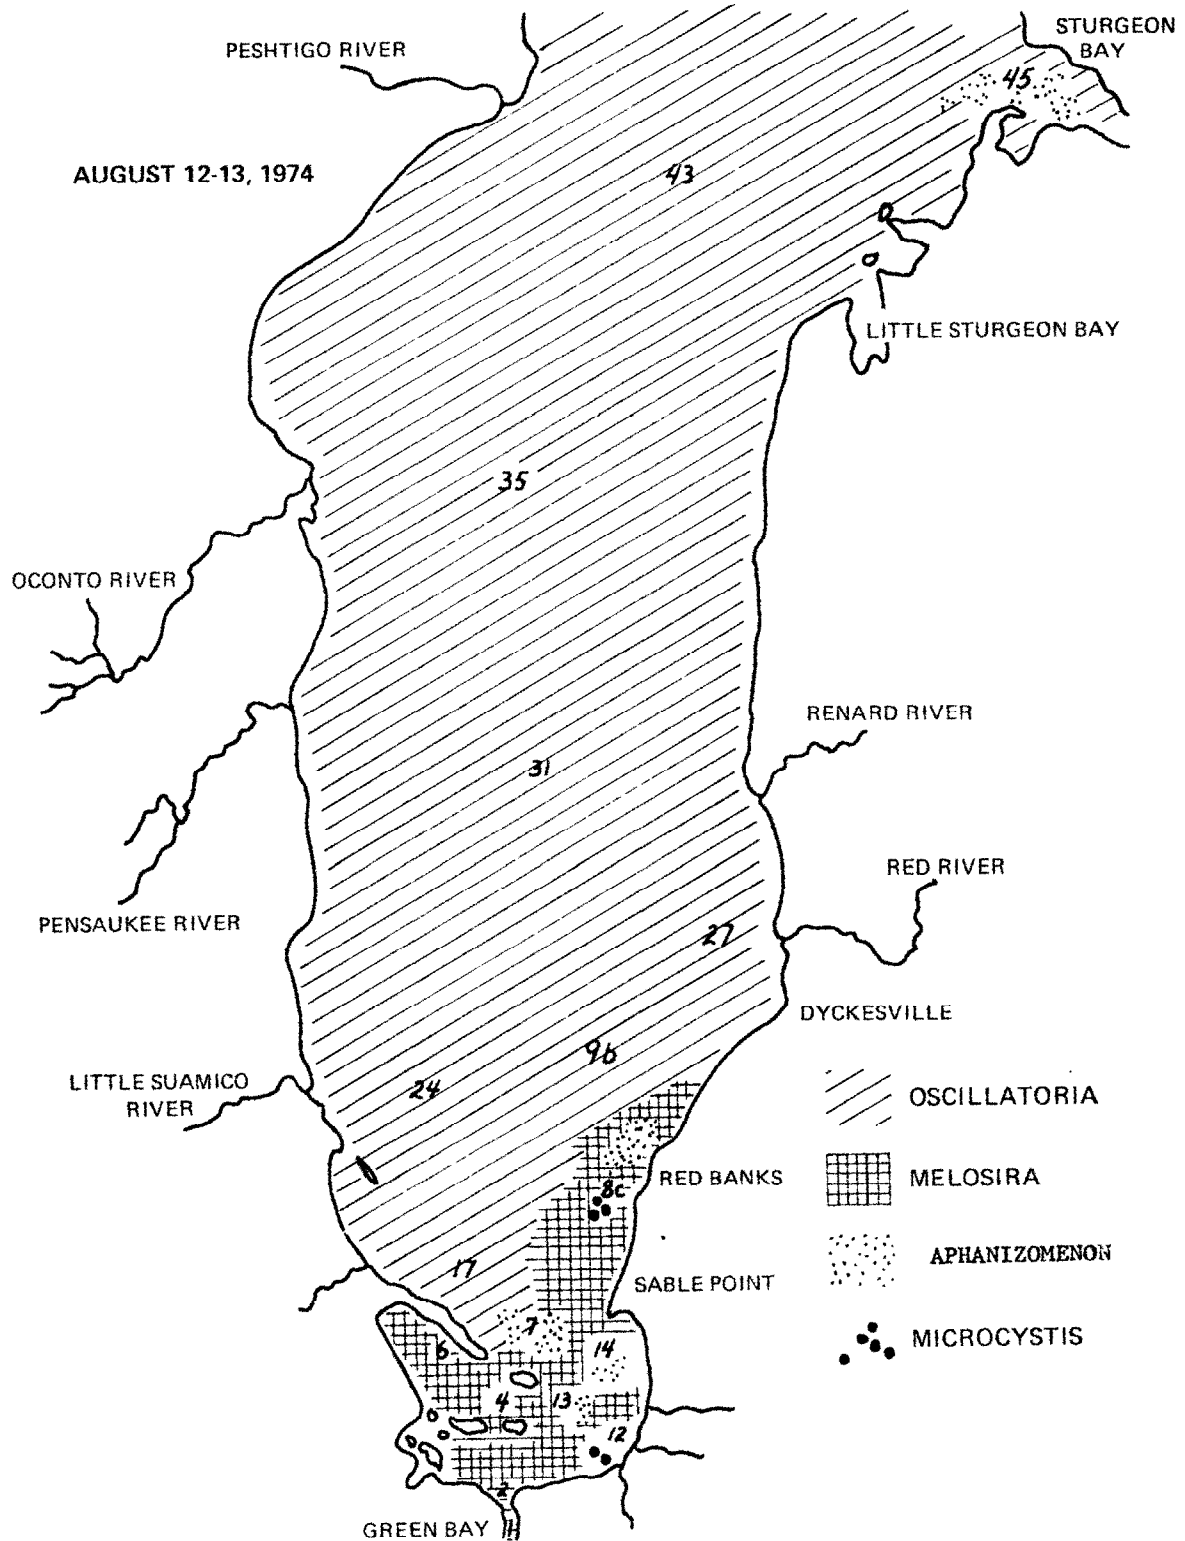 STURGEON
BAY
PESHTIGO RIVER
45
AUGUST 12-13, 1974
43
LITTLE STURGEON BAY
35
OCONTO RIVER
RENARD RIVER
31
RED RIVER
PENSAUKEE RIVER
27
DYCKESVILLE
9b
LITTLE SUAMICO
RIVER
24
OSCILLATORIA
RED BANKS
MELOSIRA
8c
APHANIZOMENON
17
SABLE POINT
7
MICROCYSTIS
6
14
4
13
12
2
GREEN BAY